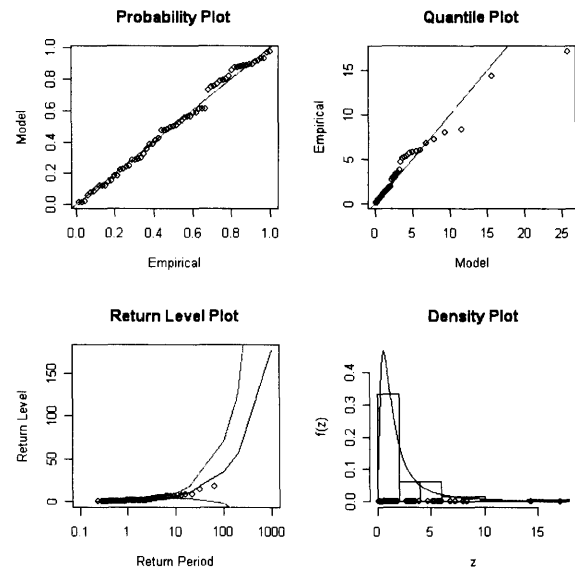 Probability Plot
Model
0.0 0.2 0.4 0.6 0.8 1.0
0.0 0.2 0.4 0.6 0.8 1.0
Empirical
Quantile Plot
Empirical
0 5 10 15
0 5 10 15 20 25
Model
Return Level Plot
Return Level
0 50 100 150
0.1 1 10 100 1000
Return Period
Density Plot
f(z)
0.0 0.1 0.2 0.3 0.4
0 5 10 15
z